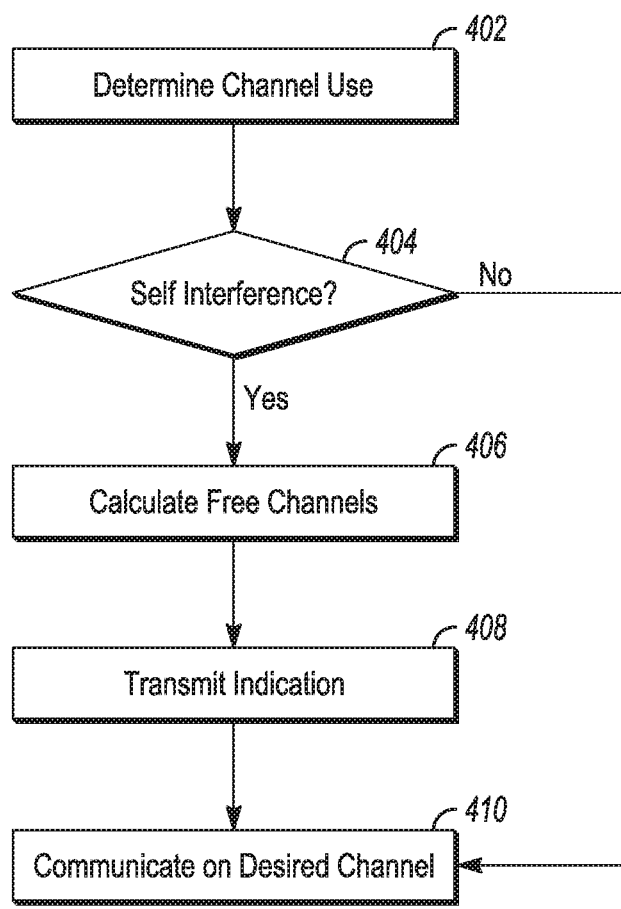 402
Determine Channel Use
404
Self Interference?
No
Yes
406
Calculate Free Channels
408
Transmit Indication
410
Communicate on Desired Channel